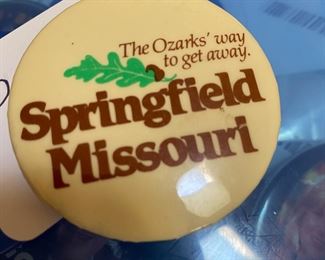 The Ozarks' way
to get away.
Springfield
Missouri